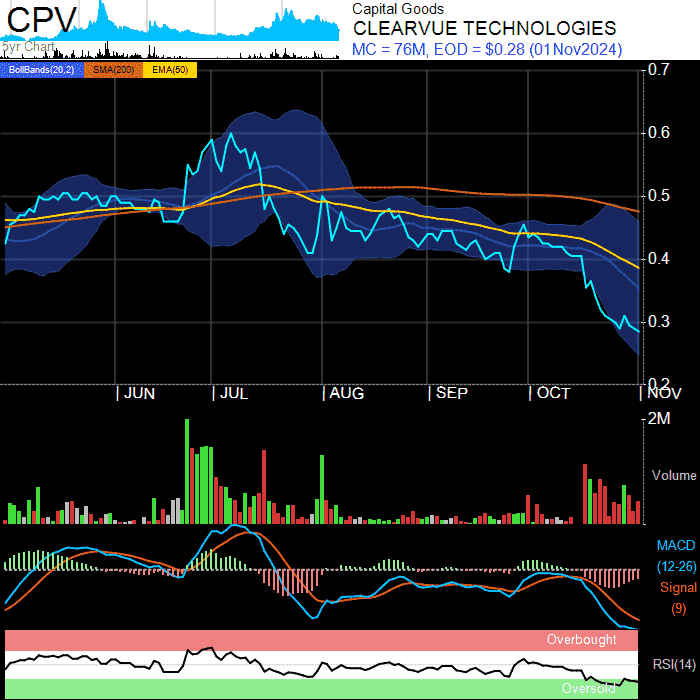 CPV
5yr Chart
Capital Goods
CLEARVUE TECHNOLOGIES
MC = 76M, EOD = $0.28 (01Nov2024)
BollBands(20,2) SMA(200) EMA(50)
0.7
0.6
0.5
0.4
0.3
0.2
JUN JUL AUG SEP OCT NOV
2M
Volume
MACD
(12-26)
Signal
(9)
Overbought
RSI(14)
Oversold